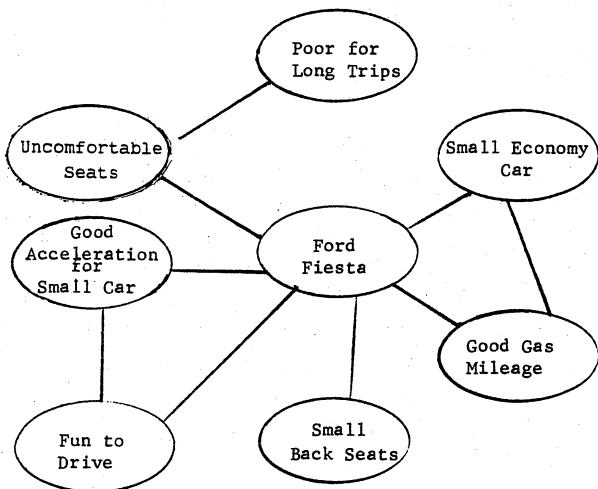 Poor for
Long Trips
Uncomfortable
Seats
Small Economy
Car
Good
Acceleration
for
Small Car
Ford
Fiesta
Good Gas
Mileage
Fun to
Drive
Small
Back Seats